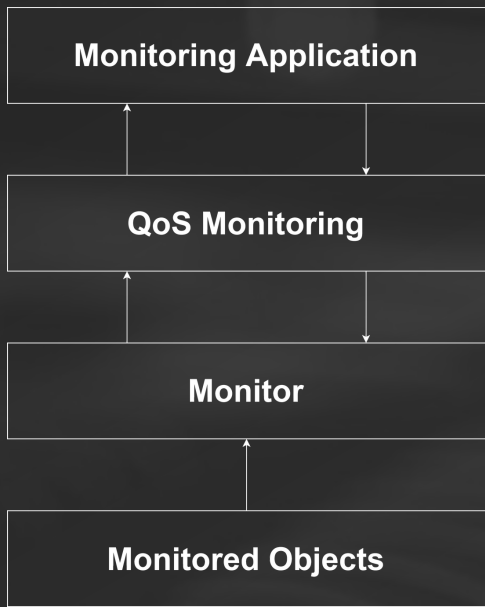 Monitoring Application
QoS Monitoring
Monitor
Monitored Objects